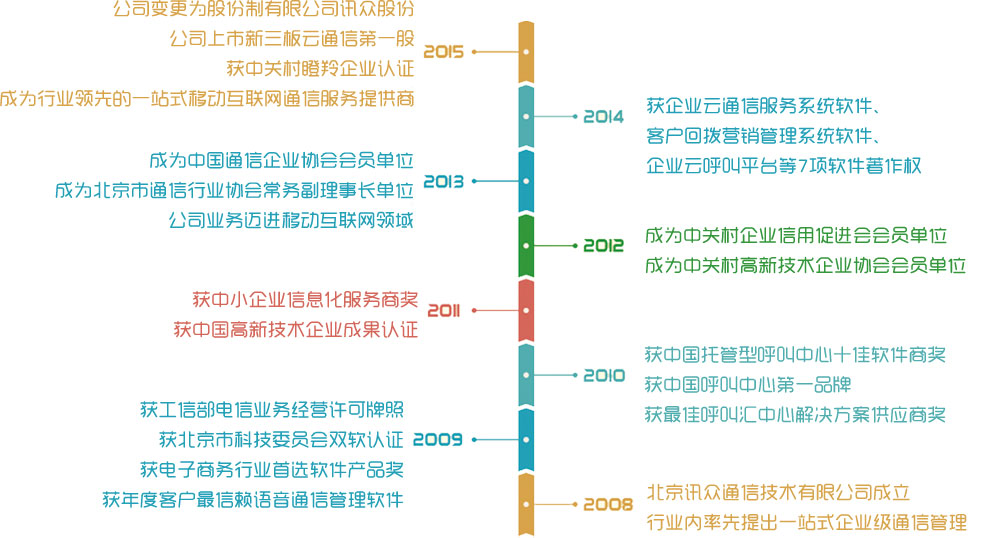 公司变更为股份制有限公司讯众股份
公司上市新三板云通信第一股
获中关村瞪羚企业认证
成为行业领先的一站式移动互联网通信服务提供商
2015
2014
获企业云通信服务系统软件、
客户回拨营销管理系统软件、
企业云呼叫平台等7项软件著作权
成为中国通信企业协会会员单位
成为北京市通信行业协会常务副理事长单位
公司业务迈进移动互联网领域
2013
2012
成为中关村企业信用促进会会员单位
成为中关村高新技术企业协会会员单位
获中小企业信息化服务商奖
获中国高新技术企业成果认证
2011
2010
获中国托管型呼叫中心十佳软件商奖
获中国呼叫中心第一品牌
获最佳呼叫汇中心解决方案供应商奖
获工信部电信业务经营许可牌照
获北京市科技委员会双软认证
获电子商务行业首选软件产品奖
获年度客户最信赖语音通信管理软件
2009
2008
北京讯众通信技术有限公司成立
行业内率先提出一站式企业级通信管理